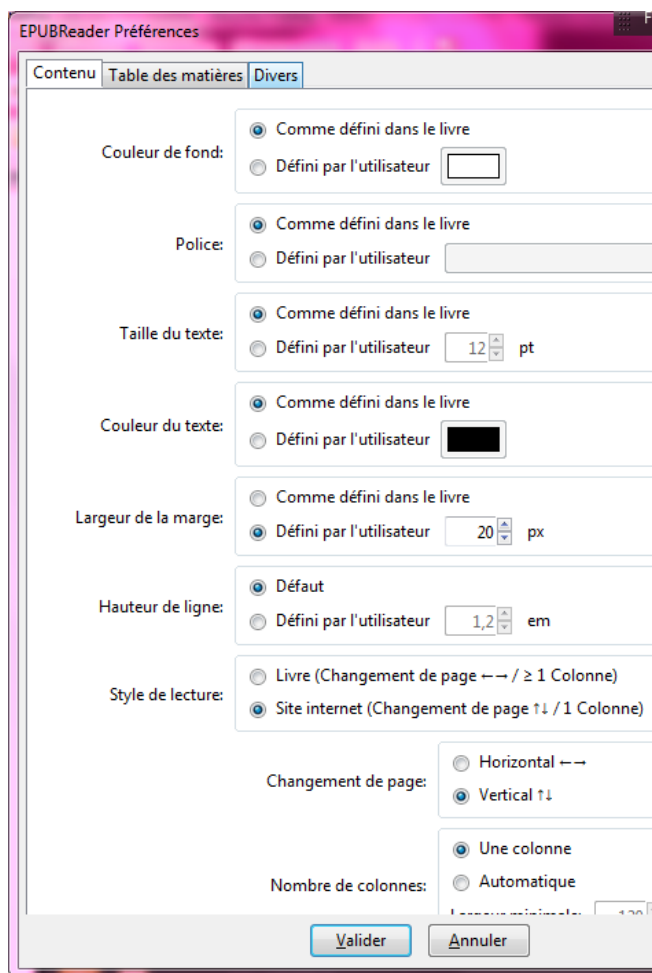 EPUBReader Préférences
Contenu Table des matières Divers
Couleur de fond:
Comme défini dans le livre
Défini par l'utilisateur
Police:
Comme défini dans le livre
Défini par l'utilisateur
Taille du texte:
Comme défini dans le livre
Défini par l'utilisateur 12 pt
Couleur du texte:
Comme défini dans le livre
Défini par l'utilisateur
Largeur de la marge:
Comme défini dans le livre
Défini par l'utilisateur 20 px
Hauteur de ligne:
Défaut
Défini par l'utilisateur 1,2 em
Style de lecture:
Livre (Changement de page ←→ / ≥ 1 Colonne)
Site internet (Changement de page ↑↓ / 1 Colonne)
Changement de page:
Horizontal ←→
Vertical ↑↓
Nombre de colonnes:
Une colonne
Automatique
Largeur minimale:
Valider Annuler